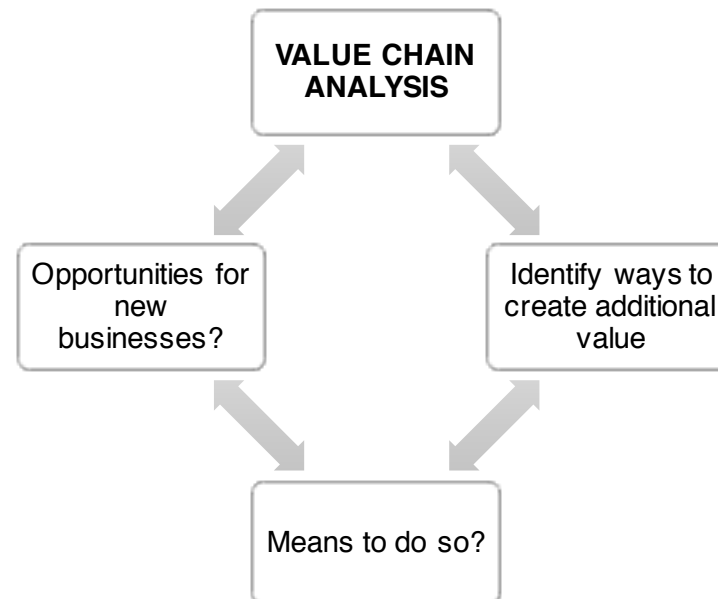 VALUE CHAIN
ANALYSIS
Opportunities for
new
businesses?
Identify ways to
create additional
value
Means to do so?